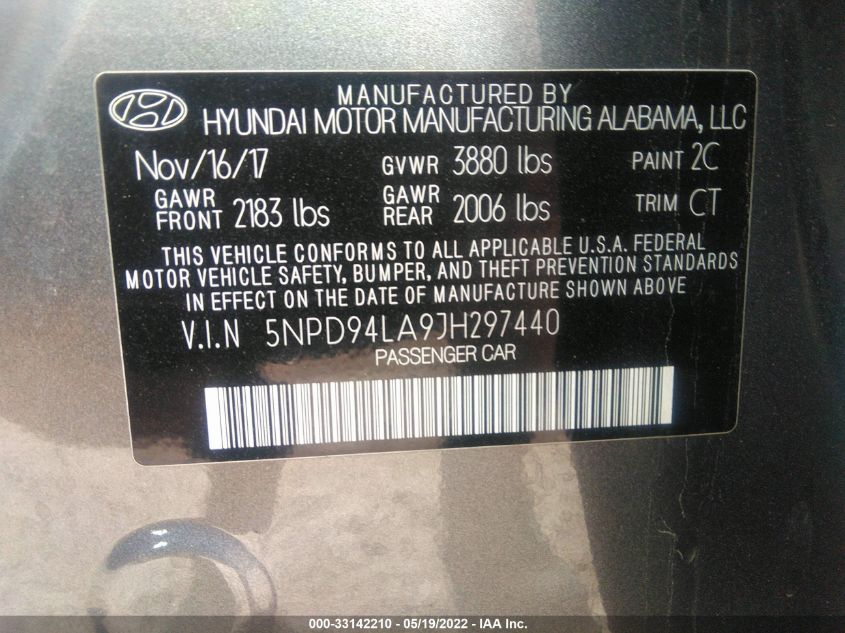 MANUFACTURED BY
HYUNDAI MOTOR MANUFACTURING ALABAMA, LLC
Nov/16/17 GVWR 3880 lbs PAINT 2C
GAWR FRONT 2183 lbs GAWR REAR 2006 lbs TRIM CT
THIS VEHICLE CONFORMS TO ALL APPLICABLE U.S.A. FEDERAL
MOTOR VEHICLE SAFETY, BUMPER, AND THEFT PREVENTION STANDARDS
IN EFFECT ON THE DATE OF MANUFACTURE SHOWN ABOVE
V.I.N 5NPD94LA9JH297440
PASSENGER CAR
000-33142210 - 05/19/2022 - IAA Inc.